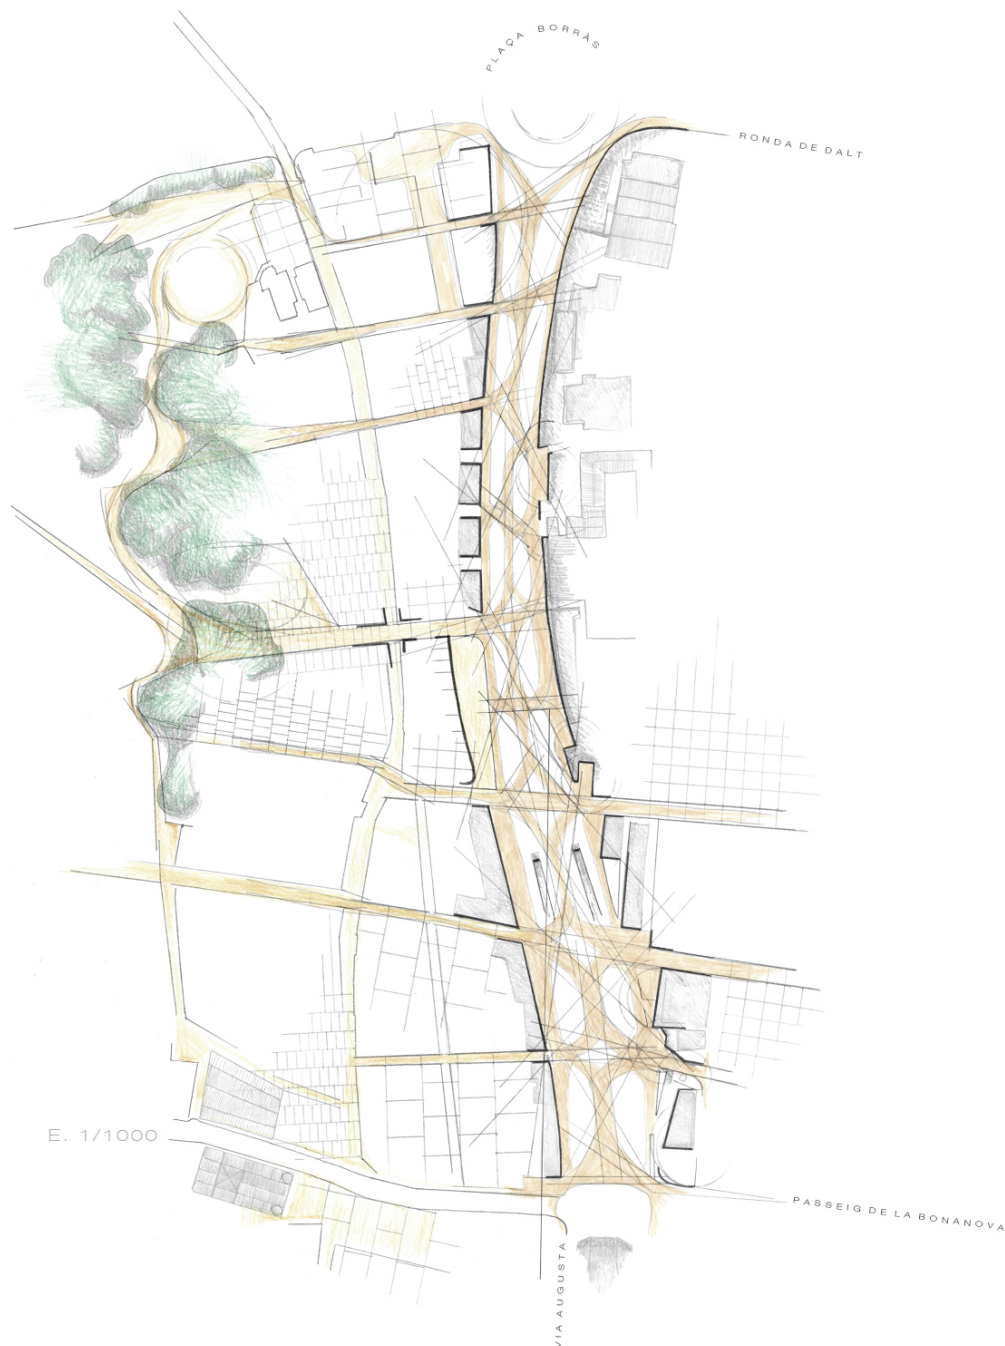 PLAÇA BORRÀS
RONDA DE DALT
E. 1/1000
PASSEIG DE LA BONANOVA
VIA AUGUSTA